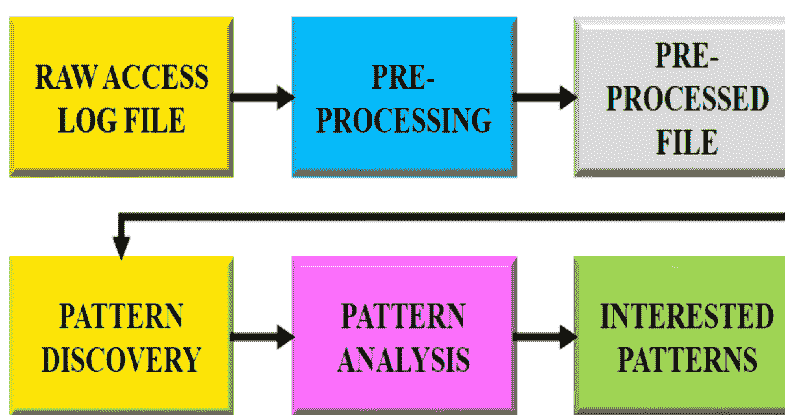 RAW ACCESS
LOG FILE
PRE-
PROCESSING
PRE-
PROCESSED
FILE
PATTERN
DISCOVERY
PATTERN
ANALYSIS
INTERESTED
PATTERNS